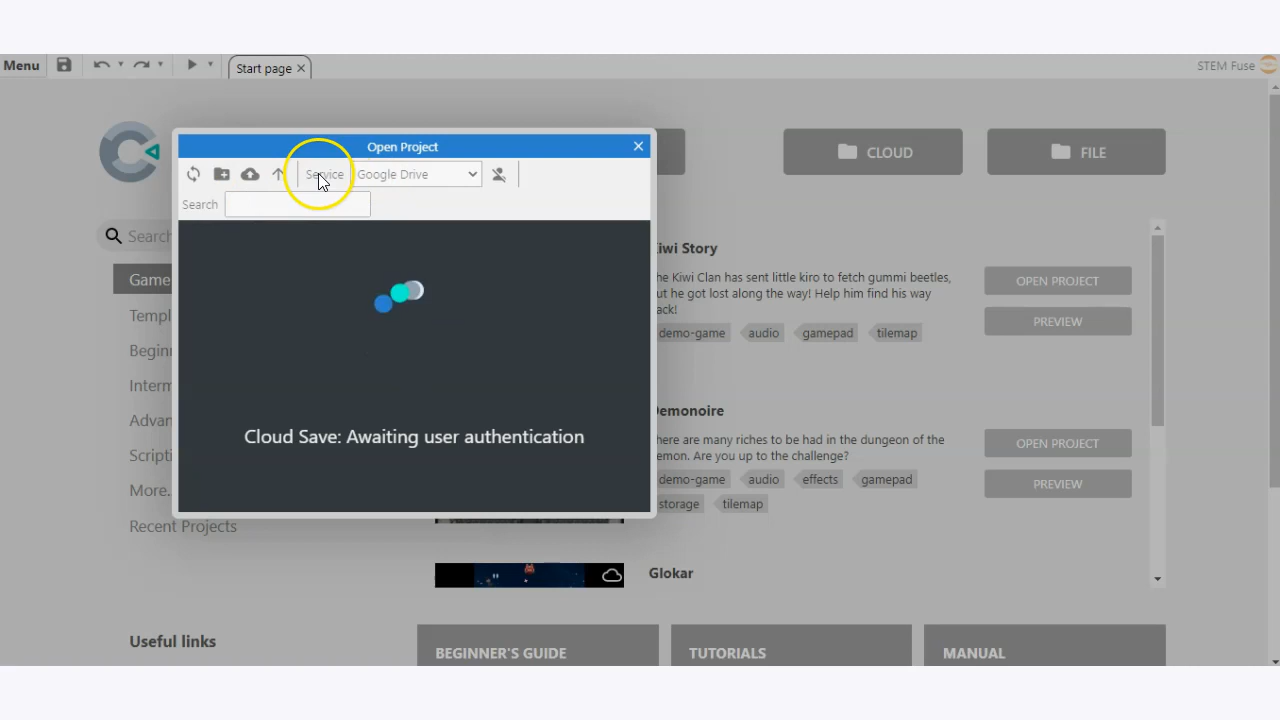 Menu
Start page
STEM Fuse
Open Project
CLOUD
FILE
Service
Google Drive
Search
Search
Game
Templ
Beginn
Interm
Advan
Scripti
More.
Recent Projects
Cloud Save: Awaiting user authentication
Kiwi Story
he Kiwi Clan has sent little kiro to fetch gummi beetles,
ut he got lost along the way! Help him find his way
ack!
demo-game
audio
gamepad
tilemap
OPEN PROJECT
PREVIEW
Demonoire
here are many riches to be had in the dungeon of the
emon. Are you up to the challenge?
demo-game
audio
effects
gamepad
storage
tilemap
OPEN PROJECT
PREVIEW
Glokar
Useful links
BEGINNER'S GUIDE
TUTORIALS
MANUAL